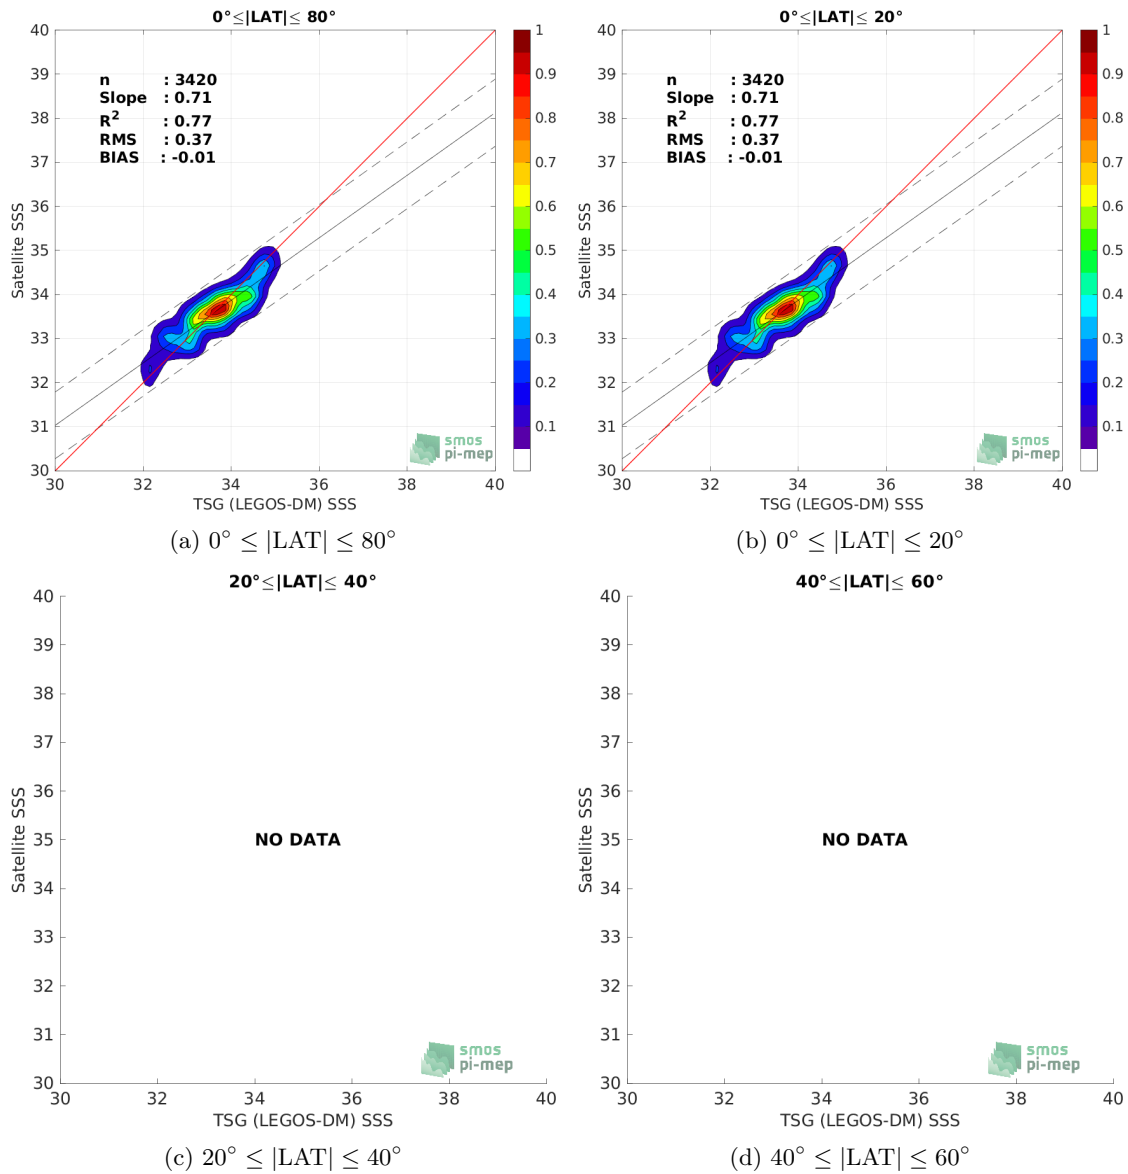 0°≤|LAT|≤ 80°
n : 3420
Slope : 0.71
R² : 0.77
RMS : 0.37
BIAS : -0.01
Satellite SSS
40
39
38
37
36
35
34
33
32
31
30
30 32 34 36 38 40
TSG (LEGOS-DM) SSS
1
0.9
0.8
0.7
0.6
0.5
0.4
0.3
0.2
0.1
smos
pi-mep
(a) 0° ≤ |LAT| ≤ 80°
0°≤|LAT|≤ 20°
n : 3420
Slope : 0.71
R² : 0.77
RMS : 0.37
BIAS : -0.01
Satellite SSS
40
39
38
37
36
35
34
33
32
31
30
30 32 34 36 38 40
TSG (LEGOS-DM) SSS
1
0.9
0.8
0.7
0.6
0.5
0.4
0.3
0.2
0.1
smos
pi-mep
(b) 0° ≤ |LAT| ≤ 20°
20°≤|LAT|≤ 40°
Satellite SSS
40
39
38
37
36
35
34
33
32
31
30
NO DATA
smos
pi-mep
30 32 34 36 38 40
TSG (LEGOS-DM) SSS
(c) 20° ≤ |LAT| ≤ 40°
40°≤|LAT|≤ 60°
Satellite SSS
40
39
38
37
36
35
34
33
32
31
30
NO DATA
smos
pi-mep
30 32 34 36 38 40
TSG (LEGOS-DM) SSS
(d) 40° ≤ |LAT| ≤ 60°